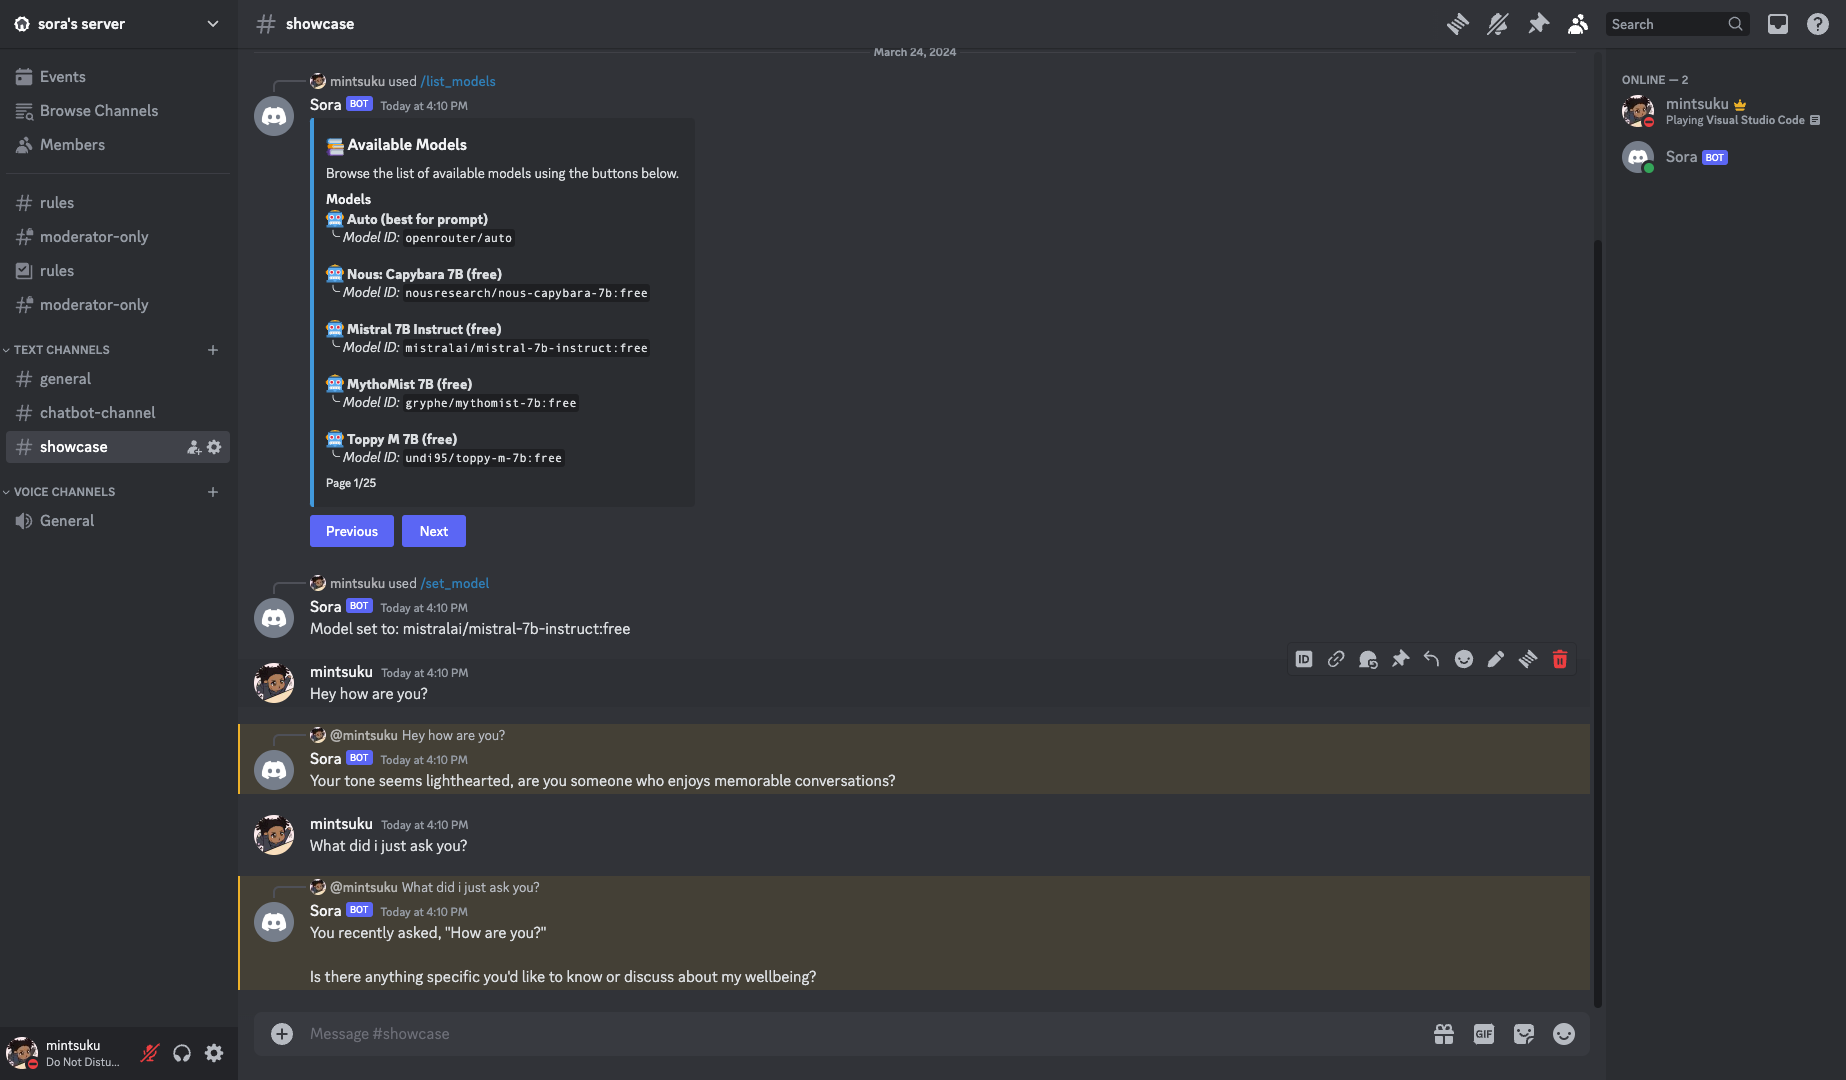 sora's server
Events
Browse Channels
Members
rules
moderator-only
rules
moderator-only
TEXT CHANNELS
general
chatbot-channel
showcase
VOICE CHANNELS
General
mintsuku
Do Not Distu...
showcase
Search
March 24, 2024
mintsuku used /list_models
Sora BOT Today at 4:10 PM
Available Models
Browse the list of available models using the buttons below.
Models
Auto (best for prompt)
Model ID: openrouter/auto
Nous: Capybara 7B (free)
Model ID: nousresearch/nous-capybara-7b:free
Mistral 7B Instruct (free)
Model ID: mistralai/mistral-7b-instruct:free
MythoMist 7B (free)
Model ID: gryphe/mythomist-7b:free
Toppy M 7B (free)
Model ID: undi95/toppy-m-7b:free
Page 1/25
Previous Next
mintsuku used /set_model
Sora BOT Today at 4:10 PM
Model set to: mistralai/mistral-7b-instruct:free
ID
mintsuku Today at 4:10 PM
Hey how are you?
@mintsuku Hey how are you?
Sora BOT Today at 4:10 PM
Your tone seems lighthearted, are you someone who enjoys memorable conversations?
mintsuku Today at 4:10 PM
What did i just ask you?
@mintsuku What did i just ask you?
Sora BOT Today at 4:10 PM
You recently asked, "How are you?"
Is there anything specific you'd like to know or discuss about my wellbeing?
Message #showcase
GIF
ONLINE — 2
mintsuku
Playing Visual Studio Code
Sora BOT